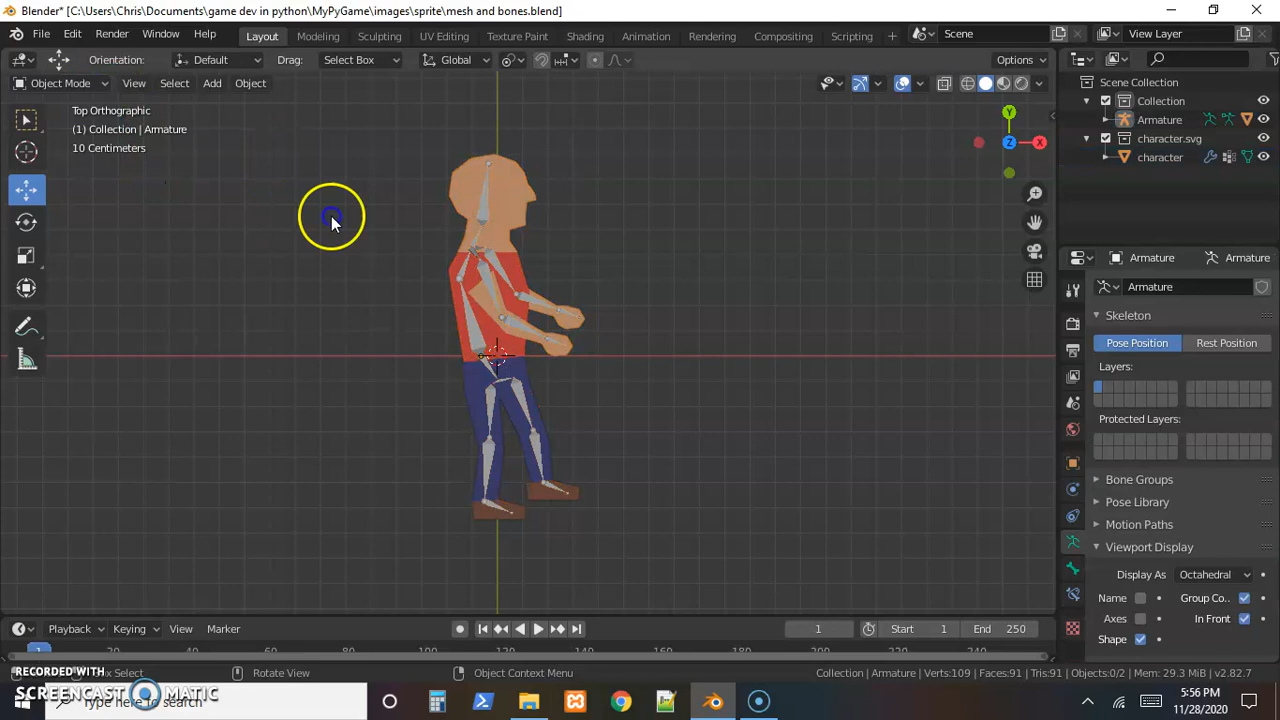 Blender* [C:\Users\Chris\Documents\game dev in python\MyPyGame\images\sprite\mesh and bones.blend]
File Edit Render Window Help Layout Modeling Sculpting UV Editing Texture Paint Shading Animation Rendering Compositing Scripting Scene View Layer
Orientation: Default Drag: Select Box Global Options
Object Mode View Select Add Object
Top Orthographic
(1) Collection | Armature
10 Centimeters
Y
Z
X
Scene Collection
Collection
Armature
character.svg
character
Armature Armature
Armature
Skeleton
Pose Position Rest Position
Layers:
Protected Layers:
Bone Groups
Pose Library
Motion Paths
Viewport Display
Display As Octahedral
Name Group Co..
Axes In Front
Shape
Playback Keying View Marker 1 Start 1 End 250
1 20 40 60 80 100 120 140 160 180 200 220 240
Select Rotate View Object Context Menu Collection | Armature | Verts:109 | Faces:91 | Tris:91 | Objects:0/2 | Mem: 29.3 MiB | v2.82.7
RECORDED WITH
SCREENCAST MATIC
Type here to search
5:56 PM
11/28/2020